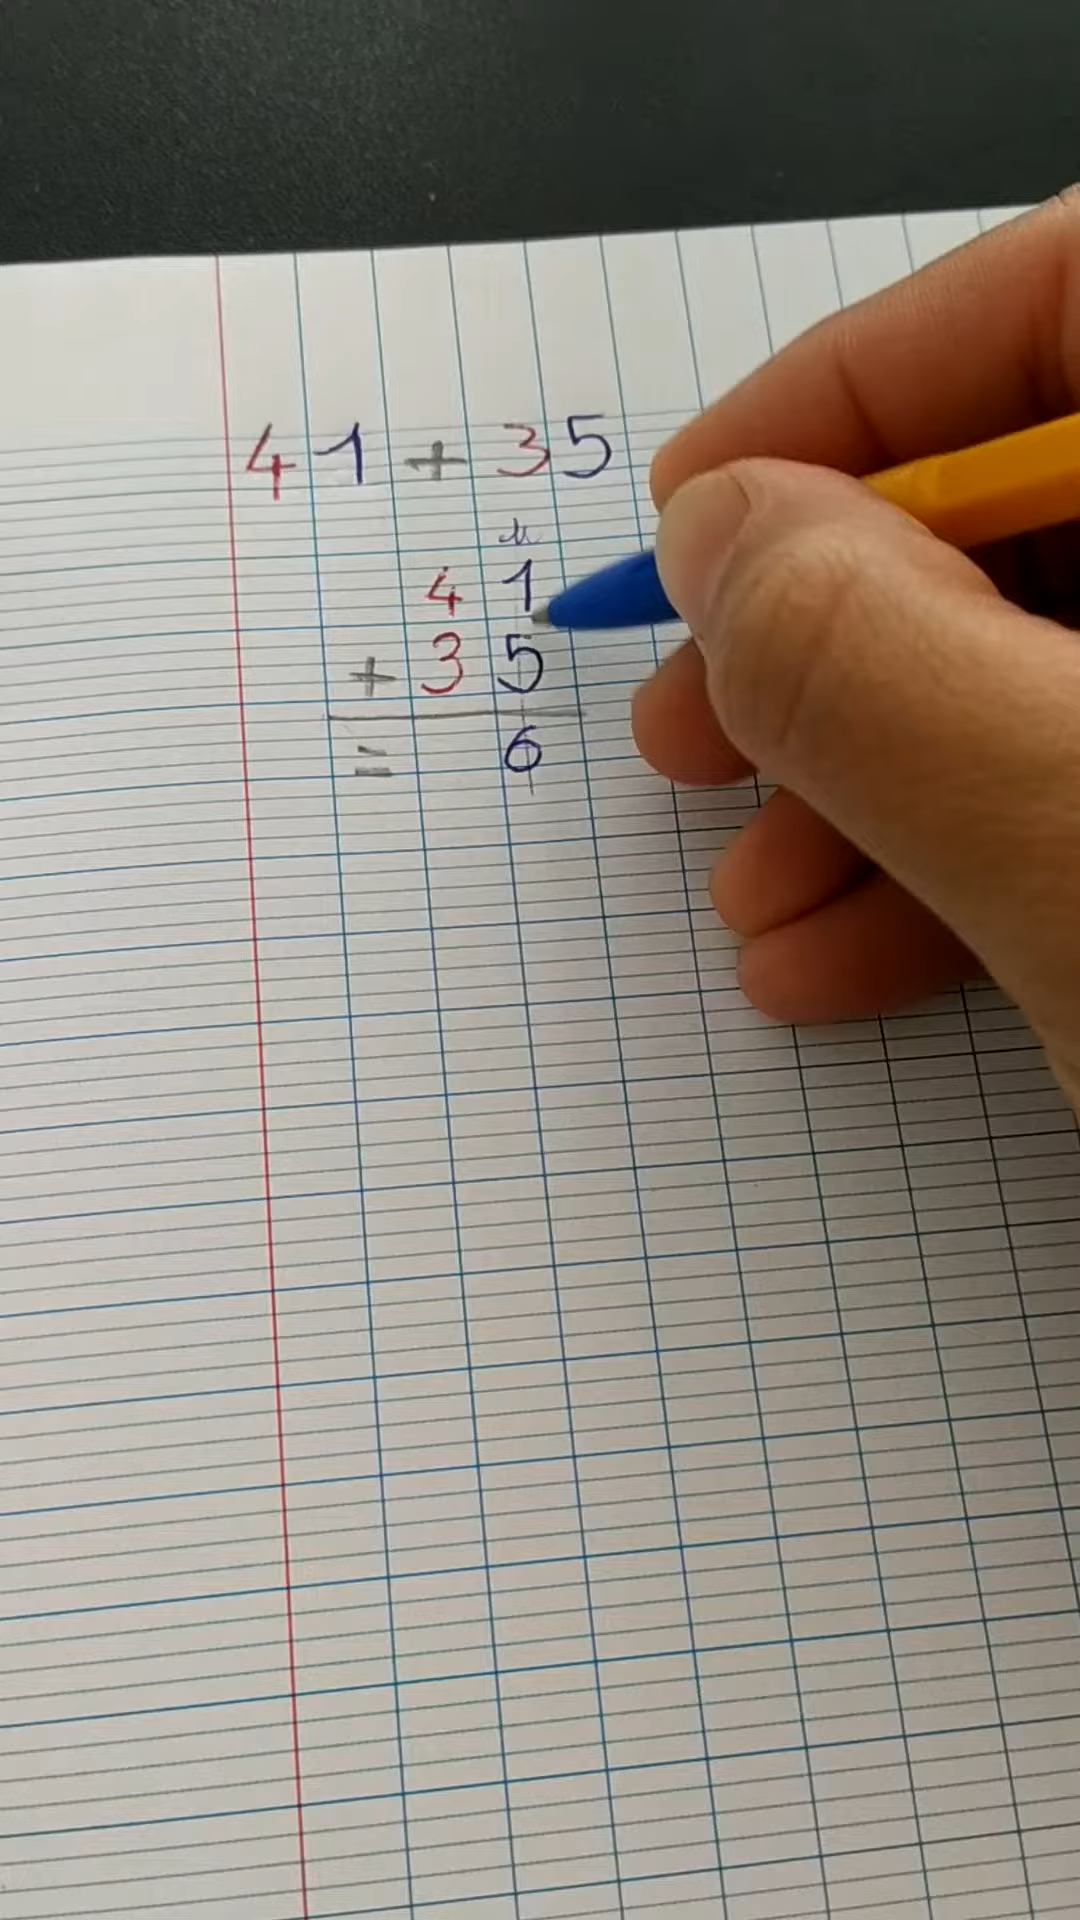 41 + 35
u
41
+ 35
= 6